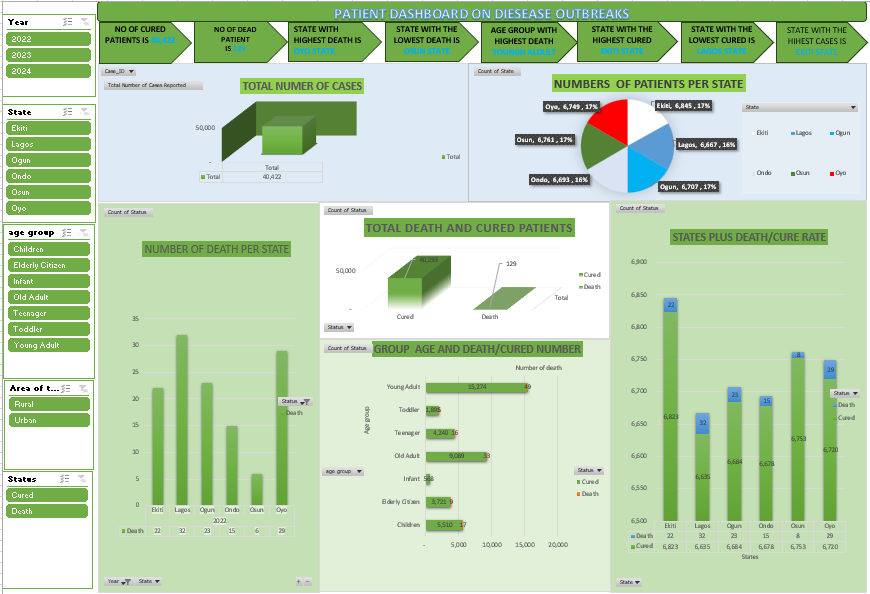 PATIENT DASHBOARD ON DIESEASE OUTBREAKS
Year
2022
2023
2024
State
Ekiti
Lagos
Ogun
Ondo
Osun
Oyo
age group
Children
Elderly Citizen
Infant
Old Adult
Teenager
Toddler
Young Adult
Area of t...
Rural
Urban
Status
Cured
Death
NO OF CURED
PATIENTS IS
NO OF DEAD
PATIENT
IS 129
STATE WITH
HIGHEST DEATH IS
OYO STATE
STATE WITH THE
LOWEST DEATH IS
OSUN STATE
AGE GROUP WITH
HIGHEST DEATH
STATE WITH THE
HIGHEST CURED
STATE WITH THE
LOWEST CURED IS
LAGOS STATE
STATE WITH THE
HIHEST CASES IS
EKITI STATE
Case_ID
Total Number of Cases Reported
TOTAL NUMER OF CASES
50,000
-
Total
Total
40,422
Total
Count of State
NUMBERS OF PATIENTS PER STATE
Oyo, 6,749 , 17%
Ekiti, 6,845 , 17%
Osun, 6,761 , 17%
Lagos, 6,667 , 16%
Ondo, 6,693 , 16%
Ogun, 6,707 , 17%
State
Ekiti
Lagos
Ogun
Ondo
Osun
Oyo
Count of Status
NUMBER OF DEATH PER STATE
35
30
25
20
15
10
5
0
Ekiti Lagos Ogun Ondo Osun Oyo
2022
Death 22 32 23 15 6 29
Status
Death
Year State
+ −
Count of Status
TOTAL DEATH AND CURED PATIENTS
50,000
-
40,293
129
Cured
Death
Total
Cured
Death
Status
Count of Status
GROUP AGE AND DEATH/CURED NUMBER
Number of death
Age group
Young Adult 15,274 49
Toddler 1,895
Teenager 4,240 16
Old Adult 9,089 33
Infant 568
Elderly Citizen 3,721 9
Children 5,510 17
- 5,000 10,000 15,000 20,000
age group
Status
Cured
Death
Count of Status
STATES PLUS DEATH/CURE RATE
6,900
6,850
6,800
6,750
6,700
6,650
6,600
6,550
6,500
22
32
23
15
8
29
6,823
6,635
6,684
6,678
6,753
6,720
Ekiti Lagos Ogun Ondo Osun Oyo
Death 22 32 23 15 8 29
Cured 6,823 6,635 6,684 6,678 6,753 6,720
States
Status
Death
Cured
State